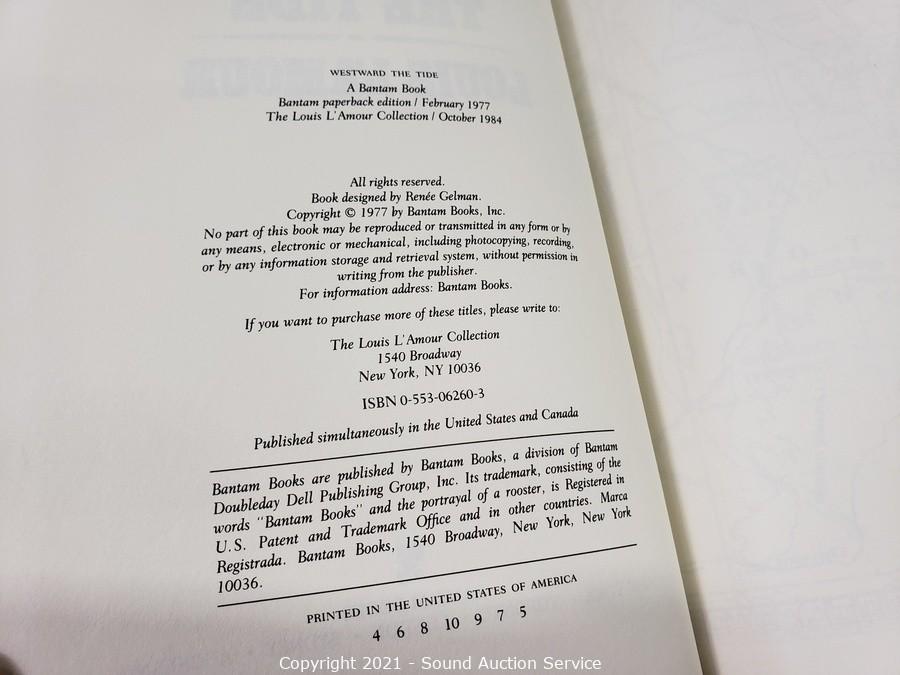 WESTWARD THE TIDE
A Bantam Book
Bantam paperback edition / February 1977
The Louis L'Amour Collection / October 1984
All rights reserved.
Book designed by Renée Gelman.
Copyright © 1977 by Bantam Books, Inc.
No part of this book may be reproduced or transmitted in any form or by
any means, electronic or mechanical, including photocopying, recording,
or by any information storage and retrieval system, without permission in
writing from the publisher.
For information address: Bantam Books.
If you want to purchase more of these titles, please write to:
The Louis L'Amour Collection
1540 Broadway
New York, NY 10036
ISBN 0-553-06260-3
Published simultaneously in the United States and Canada
Bantam Books are published by Bantam Books, a division of Bantam
Doubleday Dell Publishing Group, Inc. Its trademark, consisting of the
words "Bantam Books" and the portrayal of a rooster, is Registered in
U.S. Patent and Trademark Office and in other countries. Marca
Registrada. Bantam Books, 1540 Broadway, New York, New York
10036.
PRINTED IN THE UNITED STATES OF AMERICA
4 6 8 10 9 7 5
Copyright 2021 - Sound Auction Service